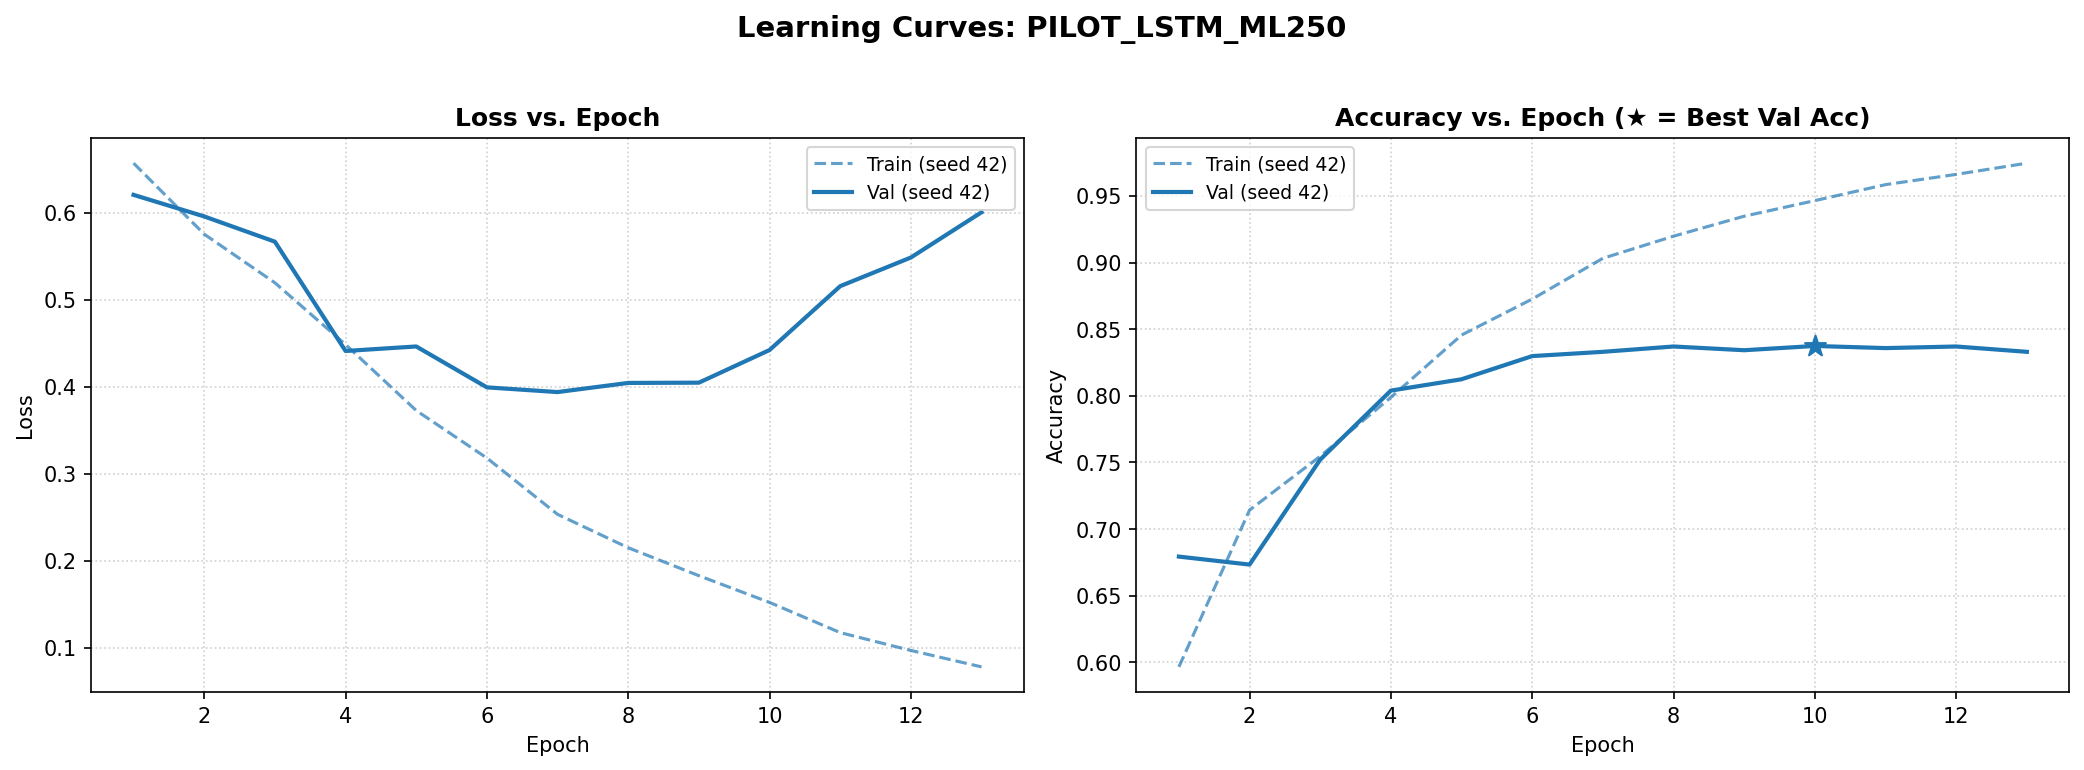 Learning Curves: PILOT_LSTM_ML250
Loss vs. Epoch
Train (seed 42)
Val (seed 42)
Loss
0.6
0.5
0.4
0.3
0.2
0.1
2 4 6 8 10 12
Epoch
Accuracy vs. Epoch (★ = Best Val Acc)
Train (seed 42)
Val (seed 42)
Accuracy
0.95
0.90
0.85
0.80
0.75
0.70
0.65
0.60
2 4 6 8 10 12
Epoch